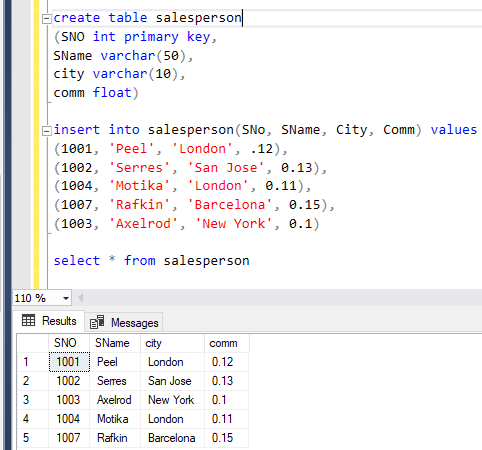 create table salesperson
(SNO int primary key,
SName varchar(50),
city varchar(10),
comm float)
insert into salesperson(SNo, SName, City, Comm) values
(1001, 'Peel', 'London', .12),
(1002, 'Serres', 'San Jose', 0.13),
(1004, 'Motika', 'London', 0.11),
(1007, 'Rafkin', 'Barcelona', 0.15),
(1003, 'Axelrod', 'New York', 0.1)
select * from salesperson
110 %
Results Messages
SNO SName city comm
1 1001 Peel London 0.12
2 1002 Serres San Jose 0.13
3 1003 Axelrod New York 0.1
4 1004 Motika London 0.11
5 1007 Rafkin Barcelona 0.15